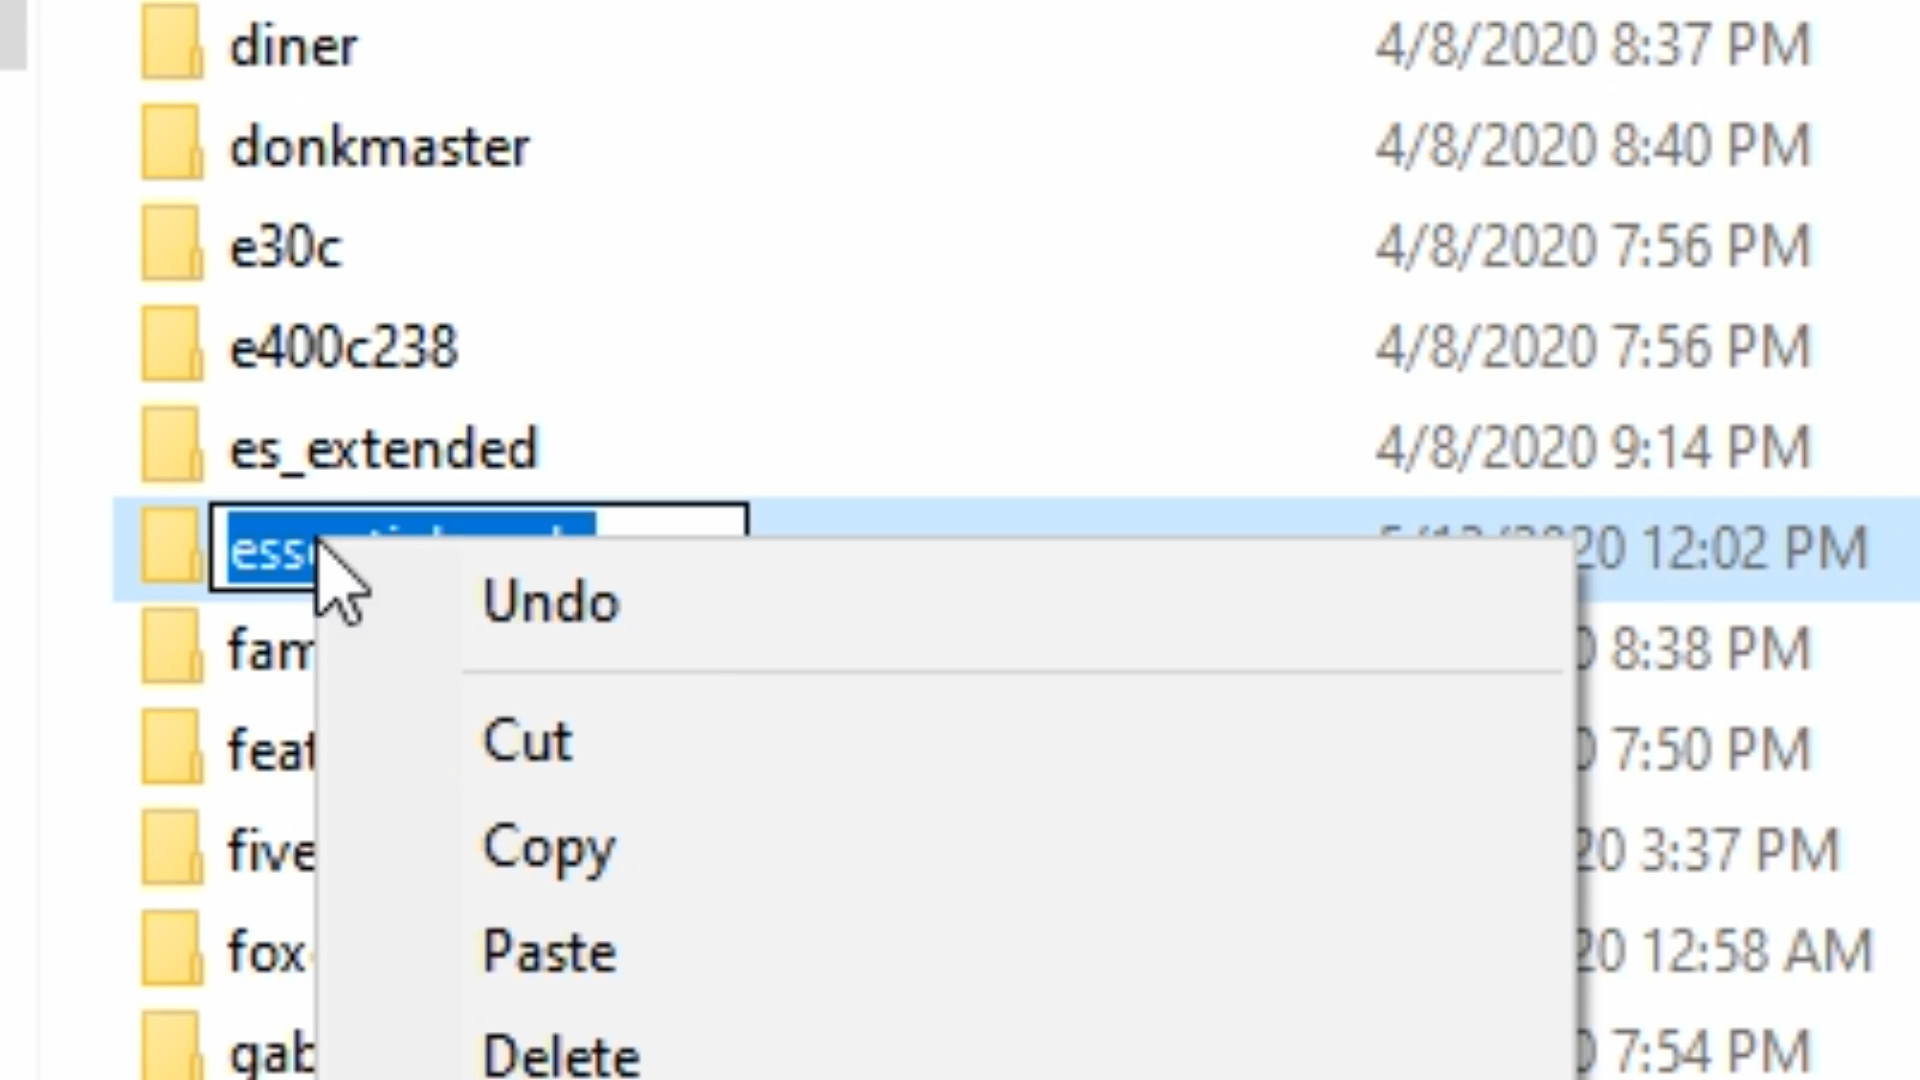 diner 4/8/2020 8:37 PM
donkmaster 4/8/2020 8:40 PM
e30c 4/8/2020 7:56 PM
e400c238 4/8/2020 7:56 PM
es_extended 4/8/2020 9:14 PM
ess 20 12:02 PM
Undo
fam 8:38 PM
Cut
feat 7:50 PM
Copy
five 20 3:37 PM
Paste
fox 20 12:58 AM
Delete
gab 7:54 PM